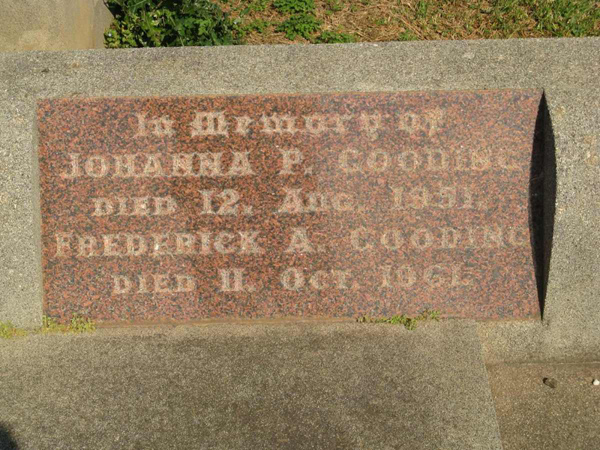 In Memory of
JOHANNA P. GOODING
DIED 12. AUG. 1951.
FREDERICK A. GOODING
DIED 11. OCT. 1961.